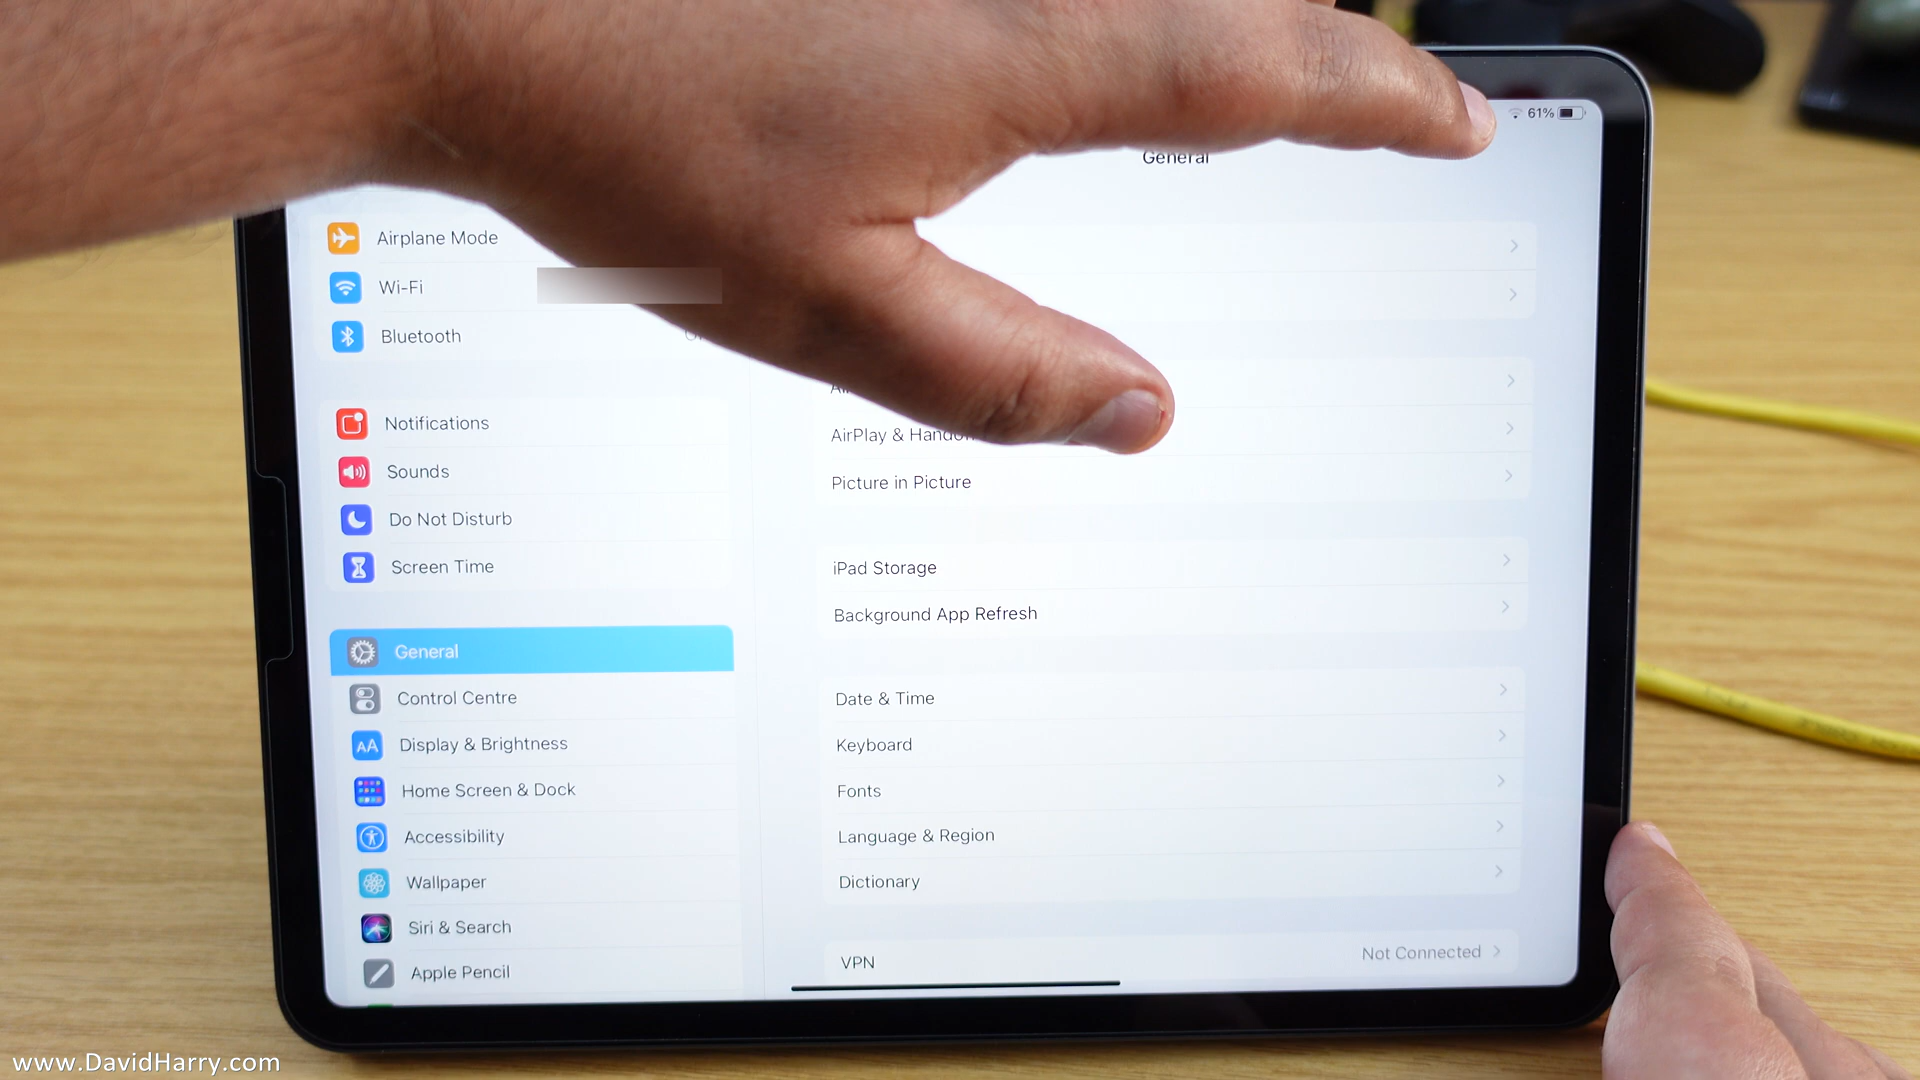 61%
General
Airplane Mode
Wi-Fi
Bluetooth
Notifications
Sounds
Do Not Disturb
Screen Time
General
Control Centre
Display & Brightness
Home Screen & Dock
Accessibility
Wallpaper
Siri & Search
Apple Pencil
AirPlay &
Picture in Picture
iPad Storage
Background App Refresh
Date & Time
Keyboard
Fonts
Language & Region
Dictionary
VPN Not Connected
www.DavidHarry.com